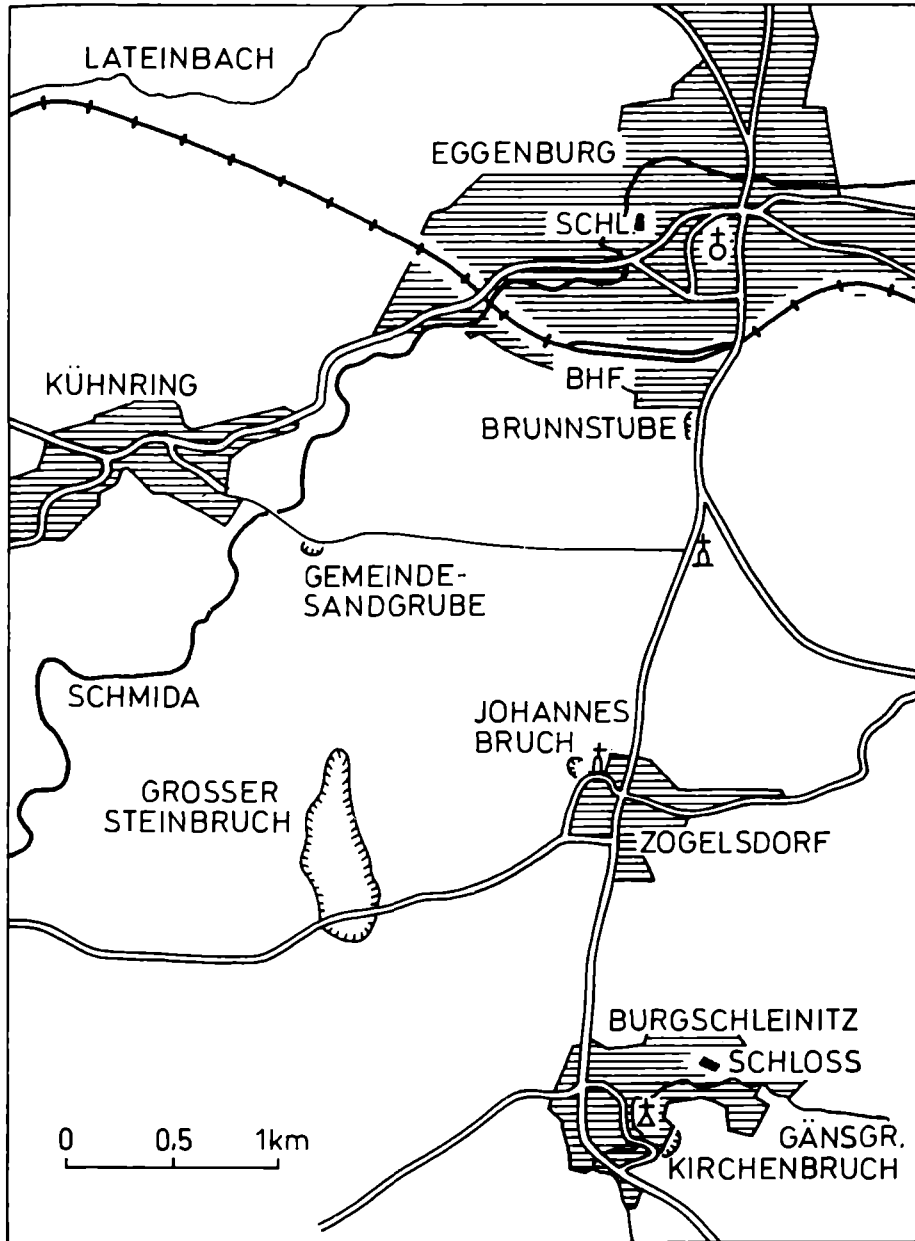 LATEINBACH
EGGENBURG
SCHL.
KÜHNRING
BHF.
BRUNNSTUBE
GEMEINDE-
SANDGRUBE
SCHMIDA
JOHANNES
BRUCH
GROSSER
STEINBRUCH
ZOGELSDORF
BURGSCHLEINITZ
SCHLOSS
0 0,5 1km
GÄNSGR.
KIRCHENBRUCH